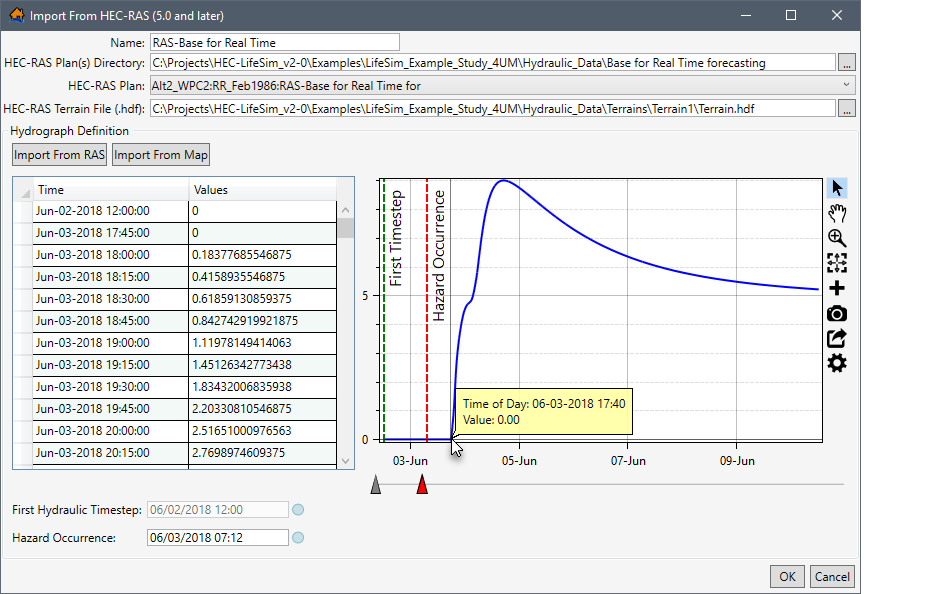 Import From HEC-RAS (5.0 and later)
Name: RAS-Base for Real Time
HEC-RAS Plan(s) Directory: C:\Projects\HEC-LifeSim_v2-0\Examples\LifeSim_Example_Study_4UM\Hydraulic_Data\Base for Real Time forecasting ...
HEC-RAS Plan: Alt2_WPC2:RR_Feb1986:RAS-Base for Real Time for
HEC-RAS Terrain File (.hdf): C:\Projects\HEC-LifeSim_v2-0\Examples\LifeSim_Example_Study_4UM\Hydraulic_Data\Terrains\Terrain1\Terrain.hdf ...
Hydrograph Definition
Import From RAS Import From Map
Time Values
Jun-02-2018 12:00:00 0
Jun-03-2018 17:45:00 0
Jun-03-2018 18:00:00 0.18377685546875
Jun-03-2018 18:15:00 0.4158935546875
Jun-03-2018 18:30:00 0.61859130859375
Jun-03-2018 18:45:00 0.842742919921875
Jun-03-2018 19:00:00 1.11978149414063
Jun-03-2018 19:15:00 1.45126342773438
Jun-03-2018 19:30:00 1.83432006835938
Jun-03-2018 19:45:00 2.20330810546875
Jun-03-2018 20:00:00 2.51651000976563
Jun-03-2018 20:15:00 2.7698974609375
First Timestep
Hazard Occurrence
5
0
Time of Day: 06-03-2018 17:40
Value: 0.00
03-Jun 05-Jun 07-Jun 09-Jun
First Hydraulic Timestep: 06/02/2018 12:00
Hazard Occurrence: 06/03/2018 07:12
OK Cancel